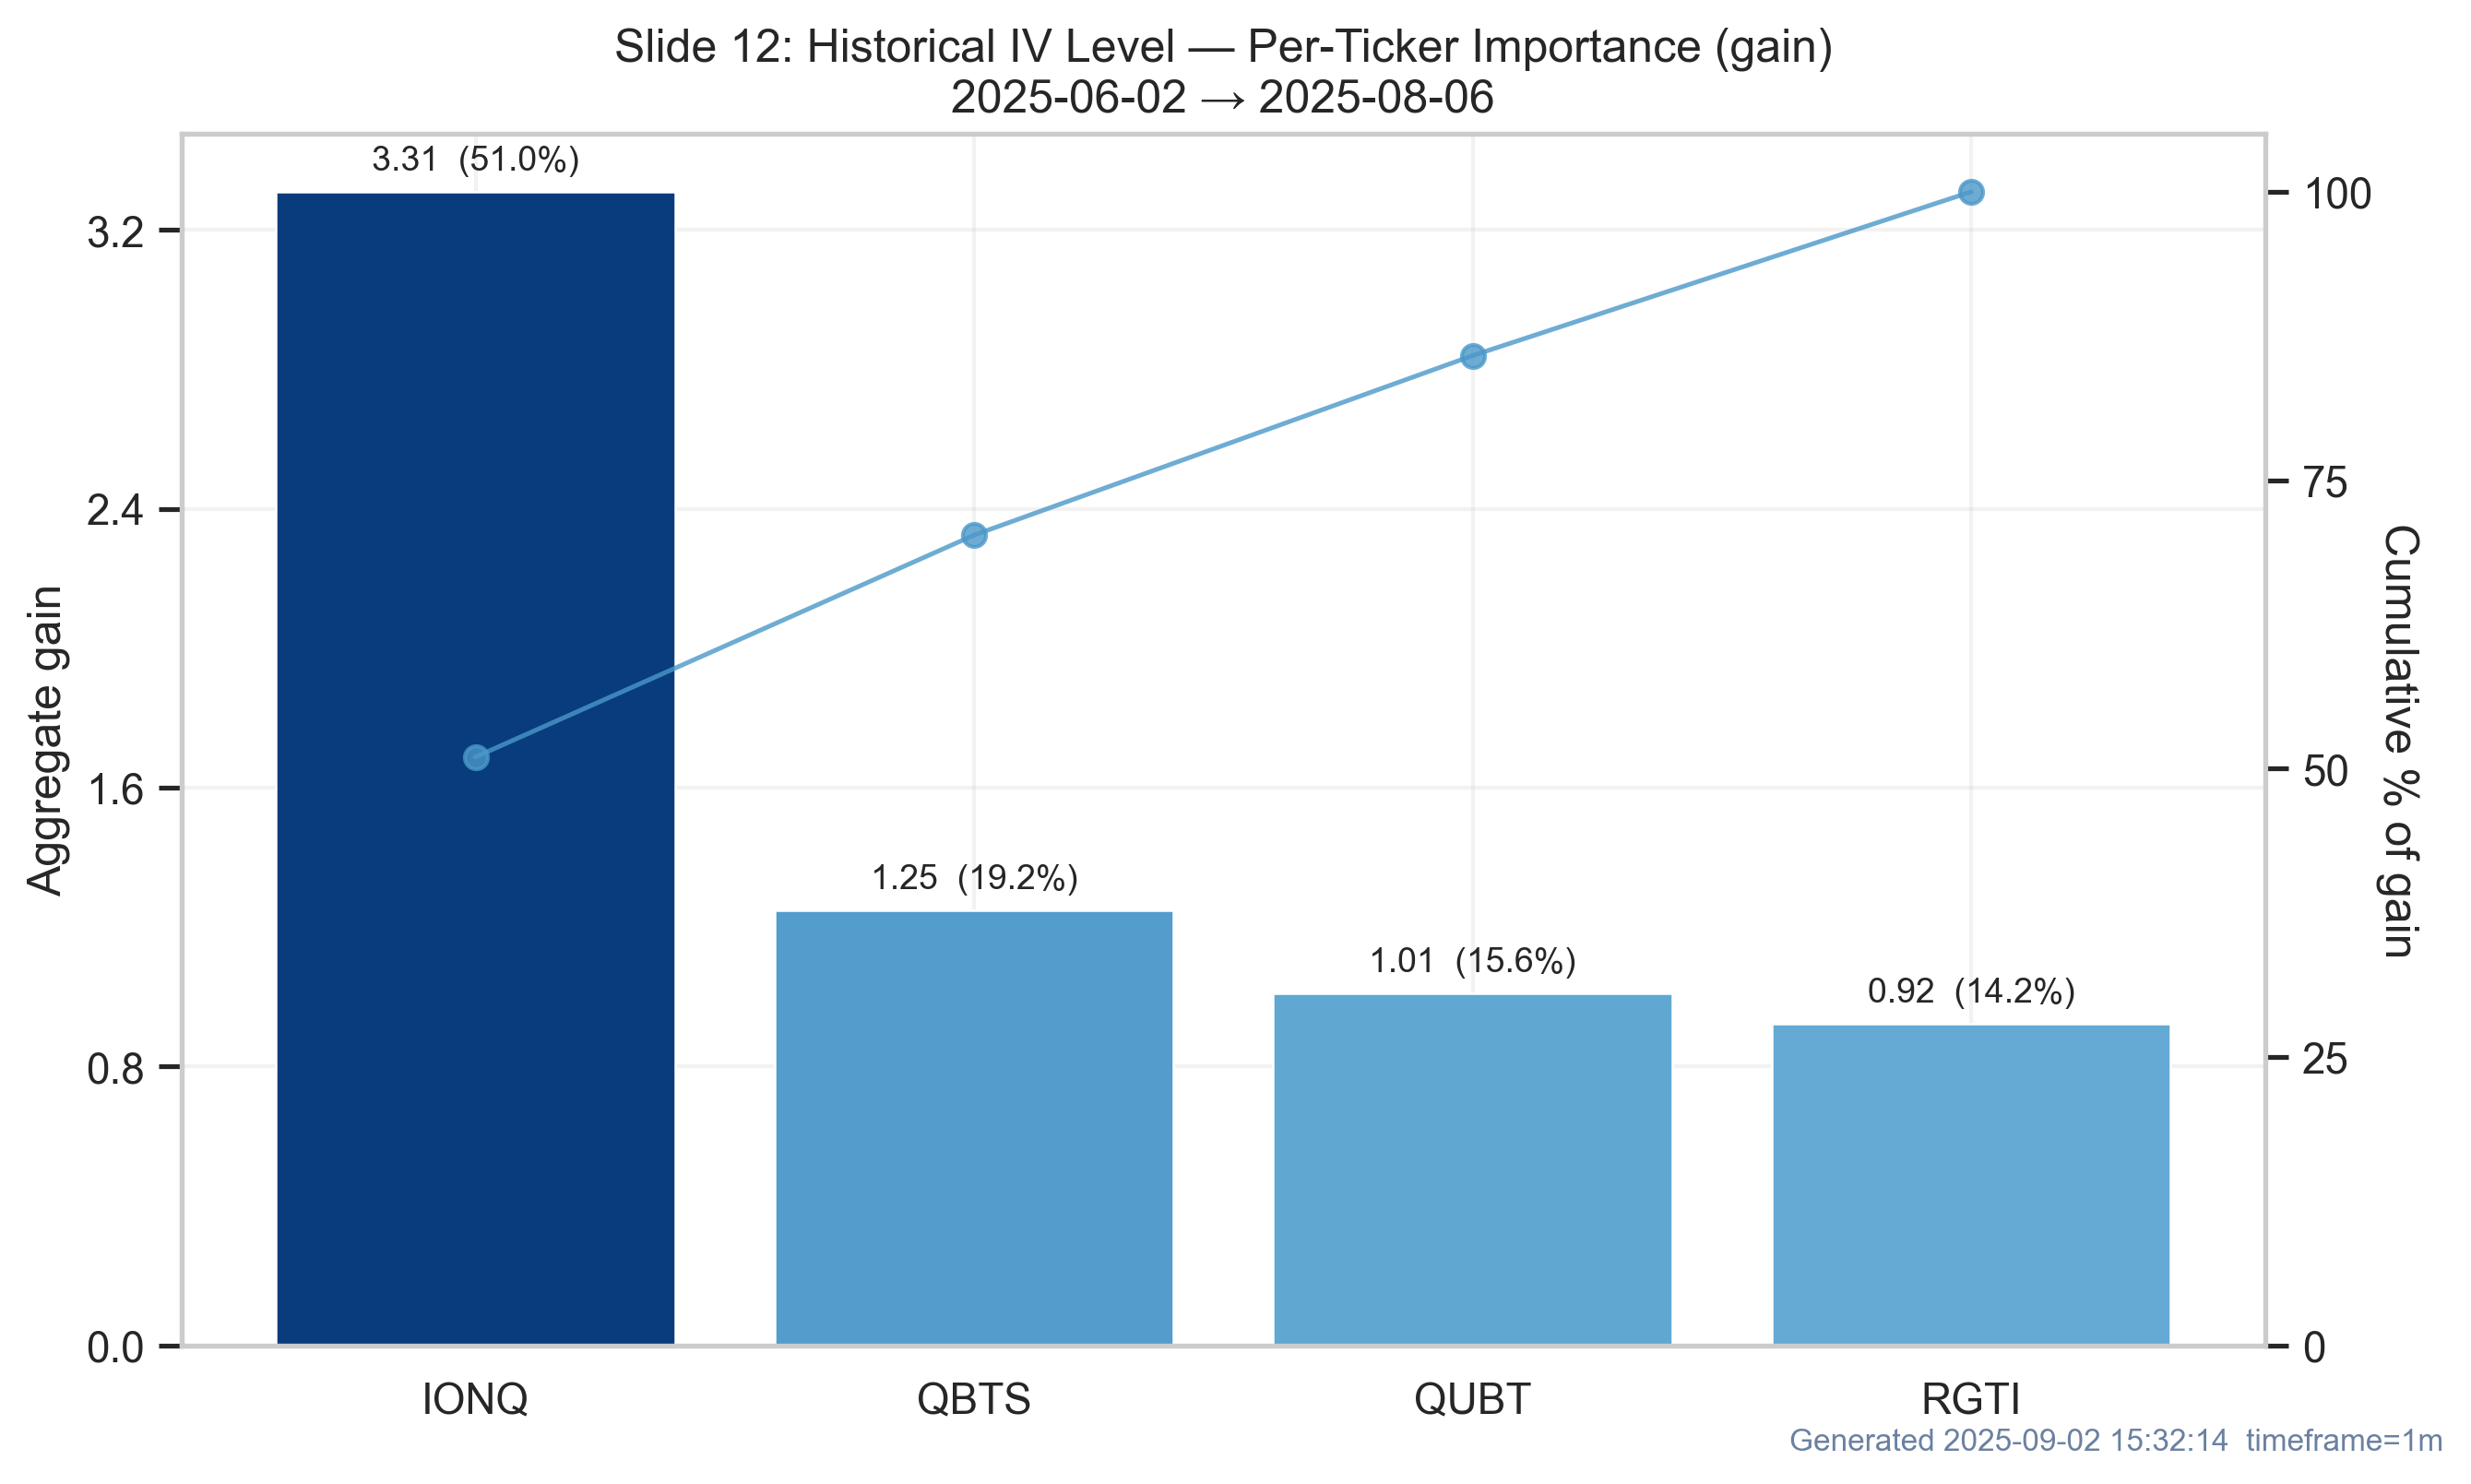 Slide 12: Historical IV Level — Per-Ticker Importance (gain)
2025-06-02 → 2025-08-06
3.31 (51.0%)
1.25 (19.2%)
1.01 (15.6%)
0.92 (14.2%)
Aggregate gain
3.2
2.4
1.6
0.8
0.0
Cumulative % of gain
100
75
50
25
0
IONQ
QBTS
QUBT
RGTI
Generated 2025-09-02 15:32:14 timeframe=1m